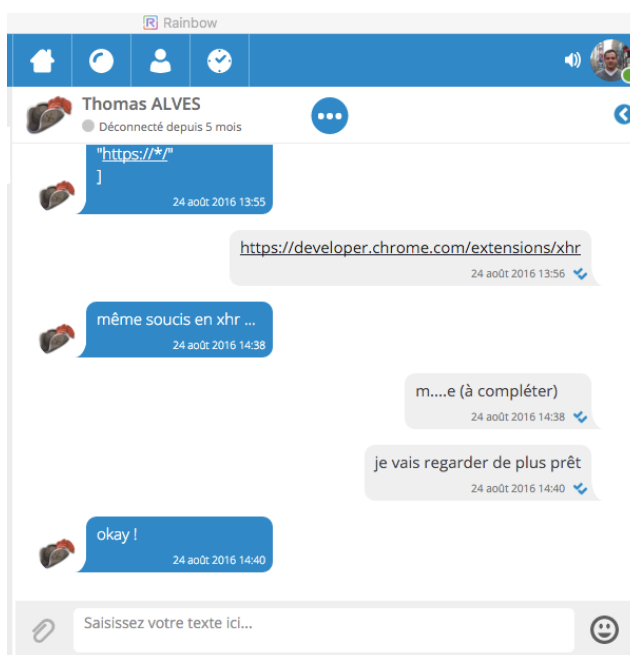 Rainbow
Thomas ALVES
Déconnecté depuis 5 mois
"https://*/"
]
24 août 2016 13:55
https://developer.chrome.com/extensions/xhr
24 août 2016 13:56
même soucis en xhr ...
24 août 2016 14:38
m....e (à compléter)
24 août 2016 14:38
je vais regarder de plus prêt
24 août 2016 14:40
okay !
24 août 2016 14:40
Saisissez votre texte ici...